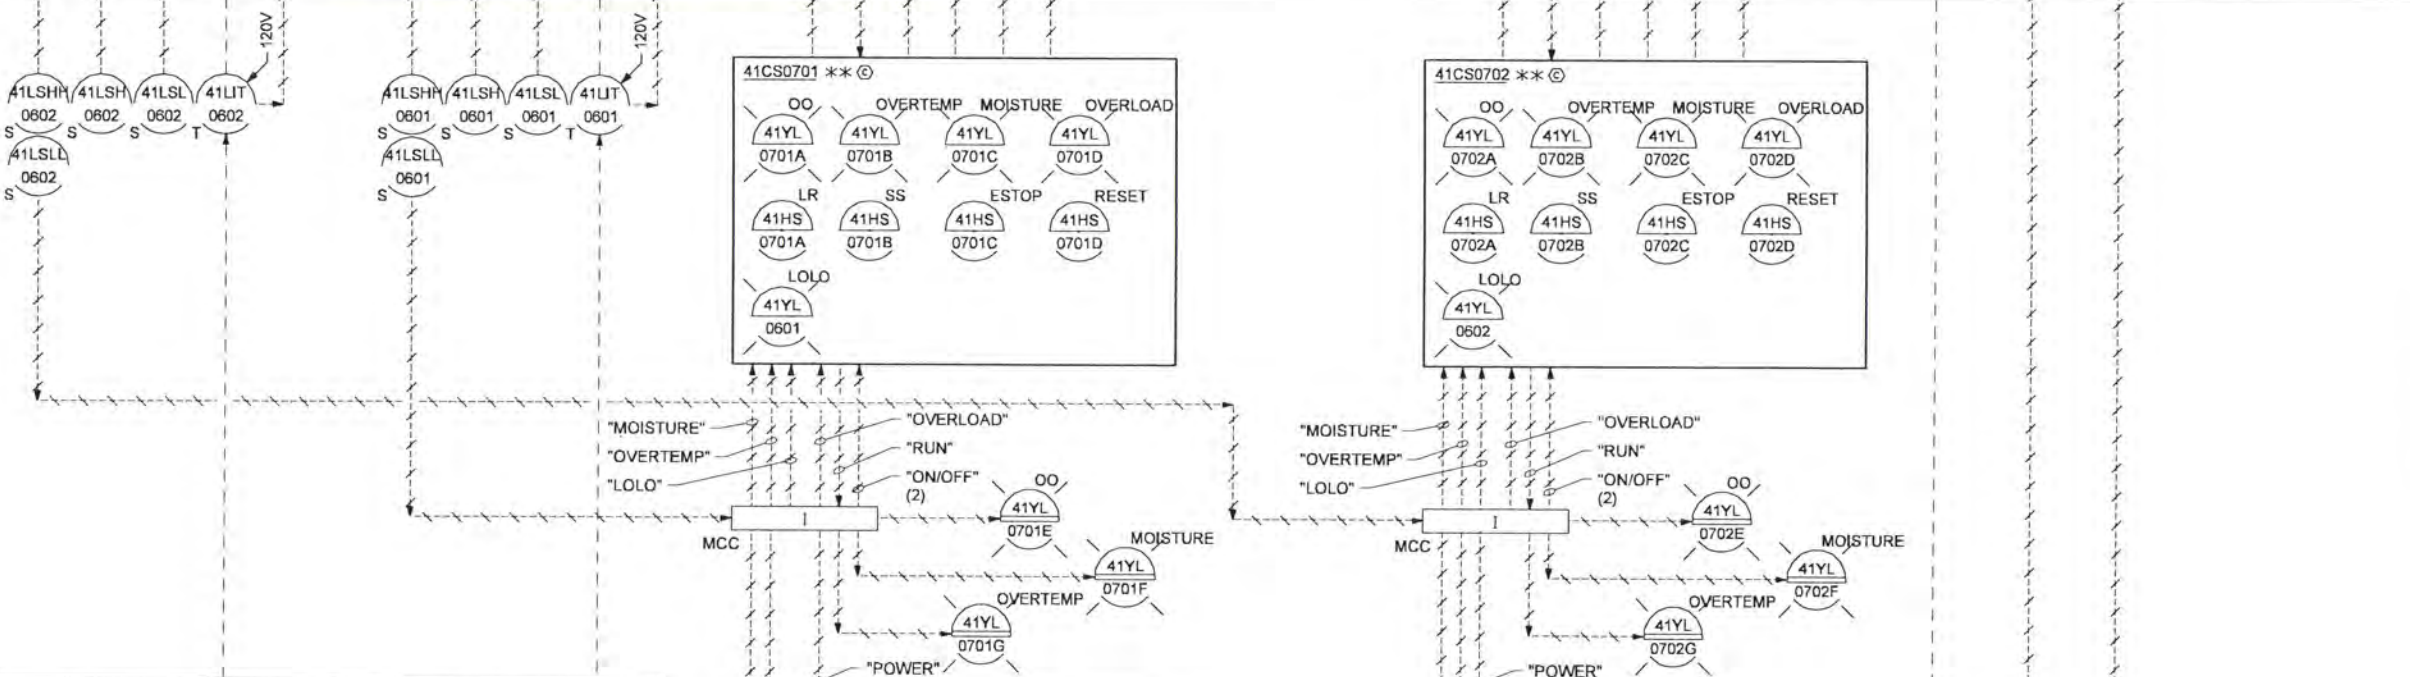 120V
41LSHH 0602
41LSH 0602
41LSL 0602
41LIT 0602
S
S
S
T
41LSLL 0602
S
120V
41LSHH 0601
41LSH 0601
41LSL 0601
41LIT 0601
S
S
S
T
41LSLL 0601
S
41CS0701 ** C
OO
41YL 0701A
OVERTEMP
41YL 0701B
MOISTURE
41YL 0701C
OVERLOAD
41YL 0701D
LR
41HS 0701A
SS
41HS 0701B
ESTOP
41HS 0701C
RESET
41HS 0701D
LOLO
41YL 0601
"MOISTURE"
"OVERTEMP"
"LOLO"
"OVERLOAD"
"RUN"
"ON/OFF"
(2)
I
MCC
OO
41YL 0701E
MOISTURE
41YL 0701F
OVERTEMP
41YL 0701G
"POWER"
41CS0702 ** C
OO
41YL 0702A
OVERTEMP
41YL 0702B
MOISTURE
41YL 0702C
OVERLOAD
41YL 0702D
LR
41HS 0702A
SS
41HS 0702B
ESTOP
41HS 0702C
RESET
41HS 0702D
LOLO
41YL 0602
"MOISTURE"
"OVERTEMP"
"LOLO"
"OVERLOAD"
"RUN"
"ON/OFF"
(2)
I
MCC
OO
41YL 0702E
MOISTURE
41YL 0702F
OVERTEMP
41YL 0702G
"POWER"